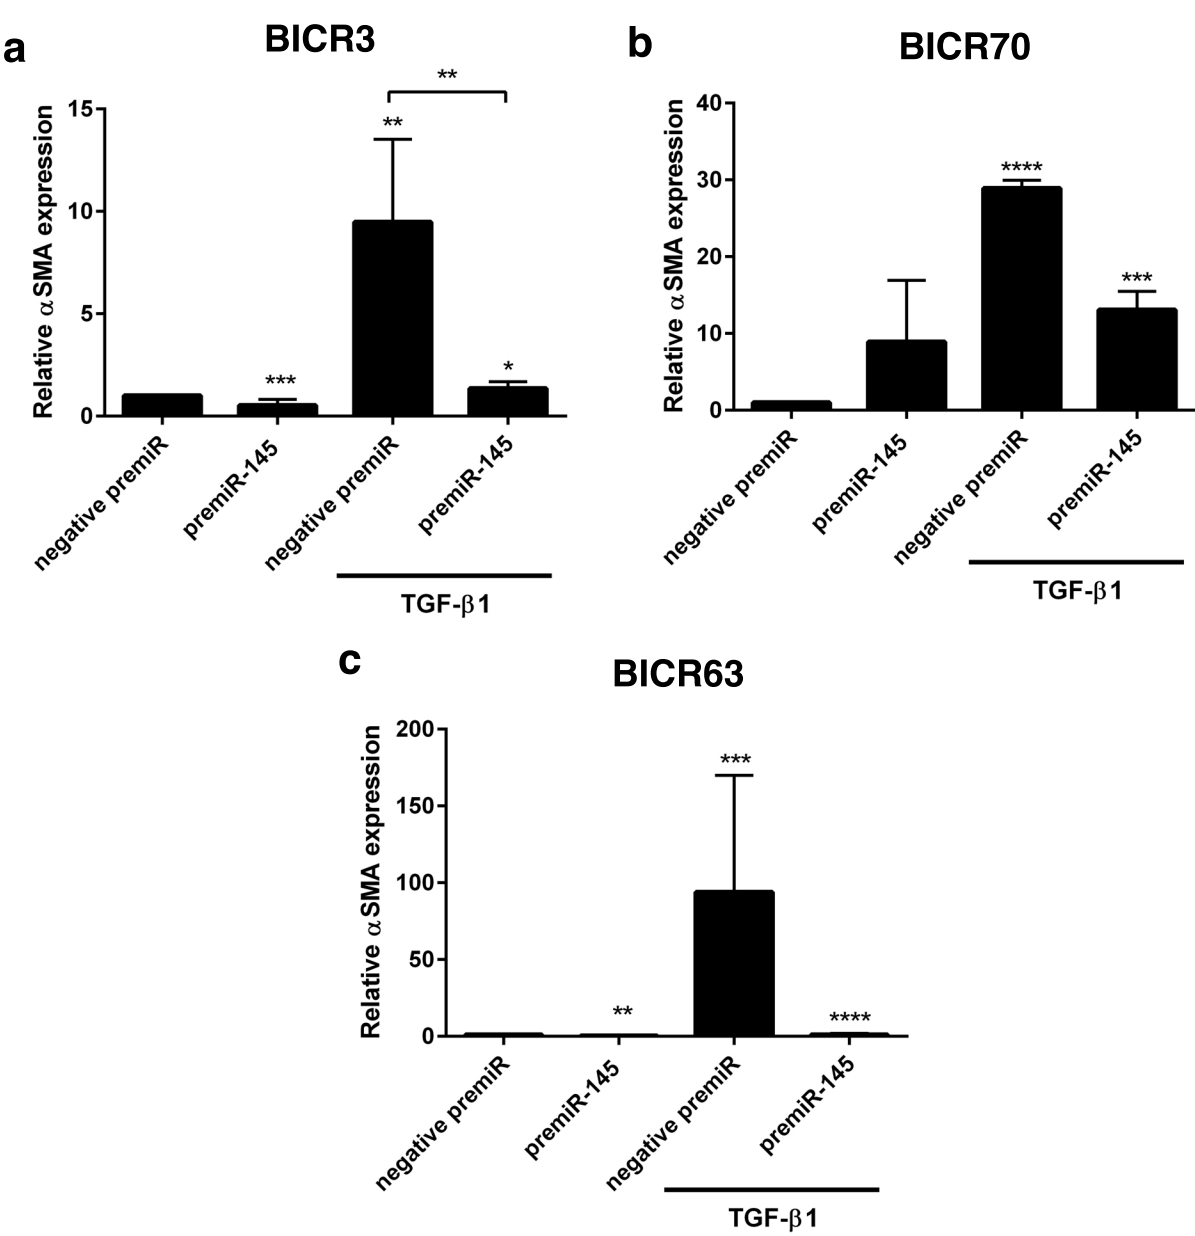 a
BICR3
Relative αSMA expression
15
10
5
0
**
**
***
*
negative premiR
premiR-145
negative premiR
premiR-145
TGF-β1
b
BICR70
Relative αSMA expression
40
30
20
10
0
****
***
negative premiR
premiR-145
negative premiR
premiR-145
TGF-β1
c
BICR63
Relative αSMA expression
200
150
100
50
0
***
**
****
negative premiR
premiR-145
negative premiR
premiR-145
TGF-β1